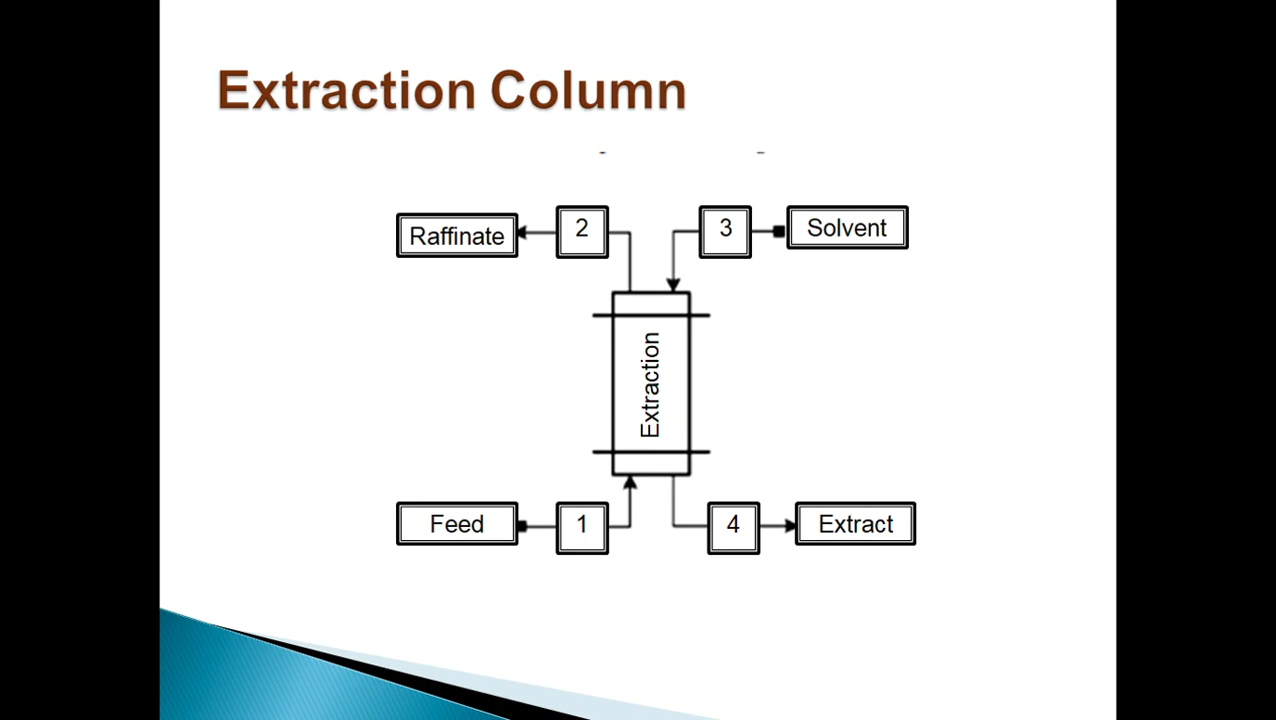 Extraction Column
Raffinate
2
3
Solvent
Extraction
Feed
1
4
Extract